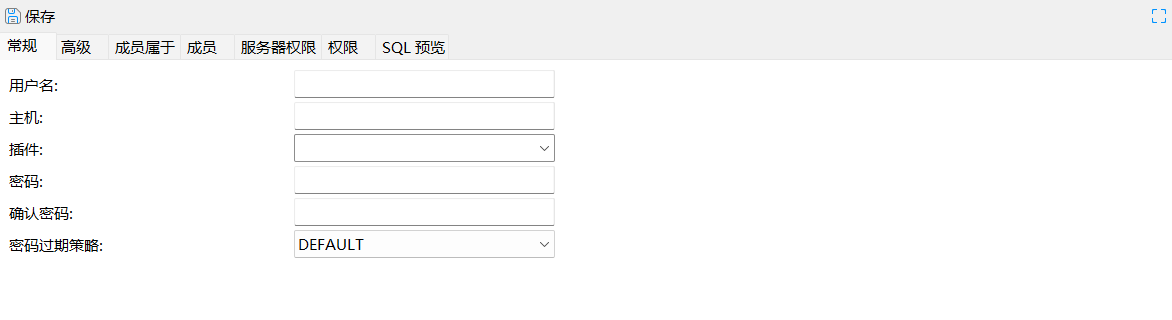 保存
常规 高级 成员属于 成员 服务器权限 权限 SQL 预览
用户名:
主机:
插件:
密码:
确认密码:
密码过期策略: DEFAULT